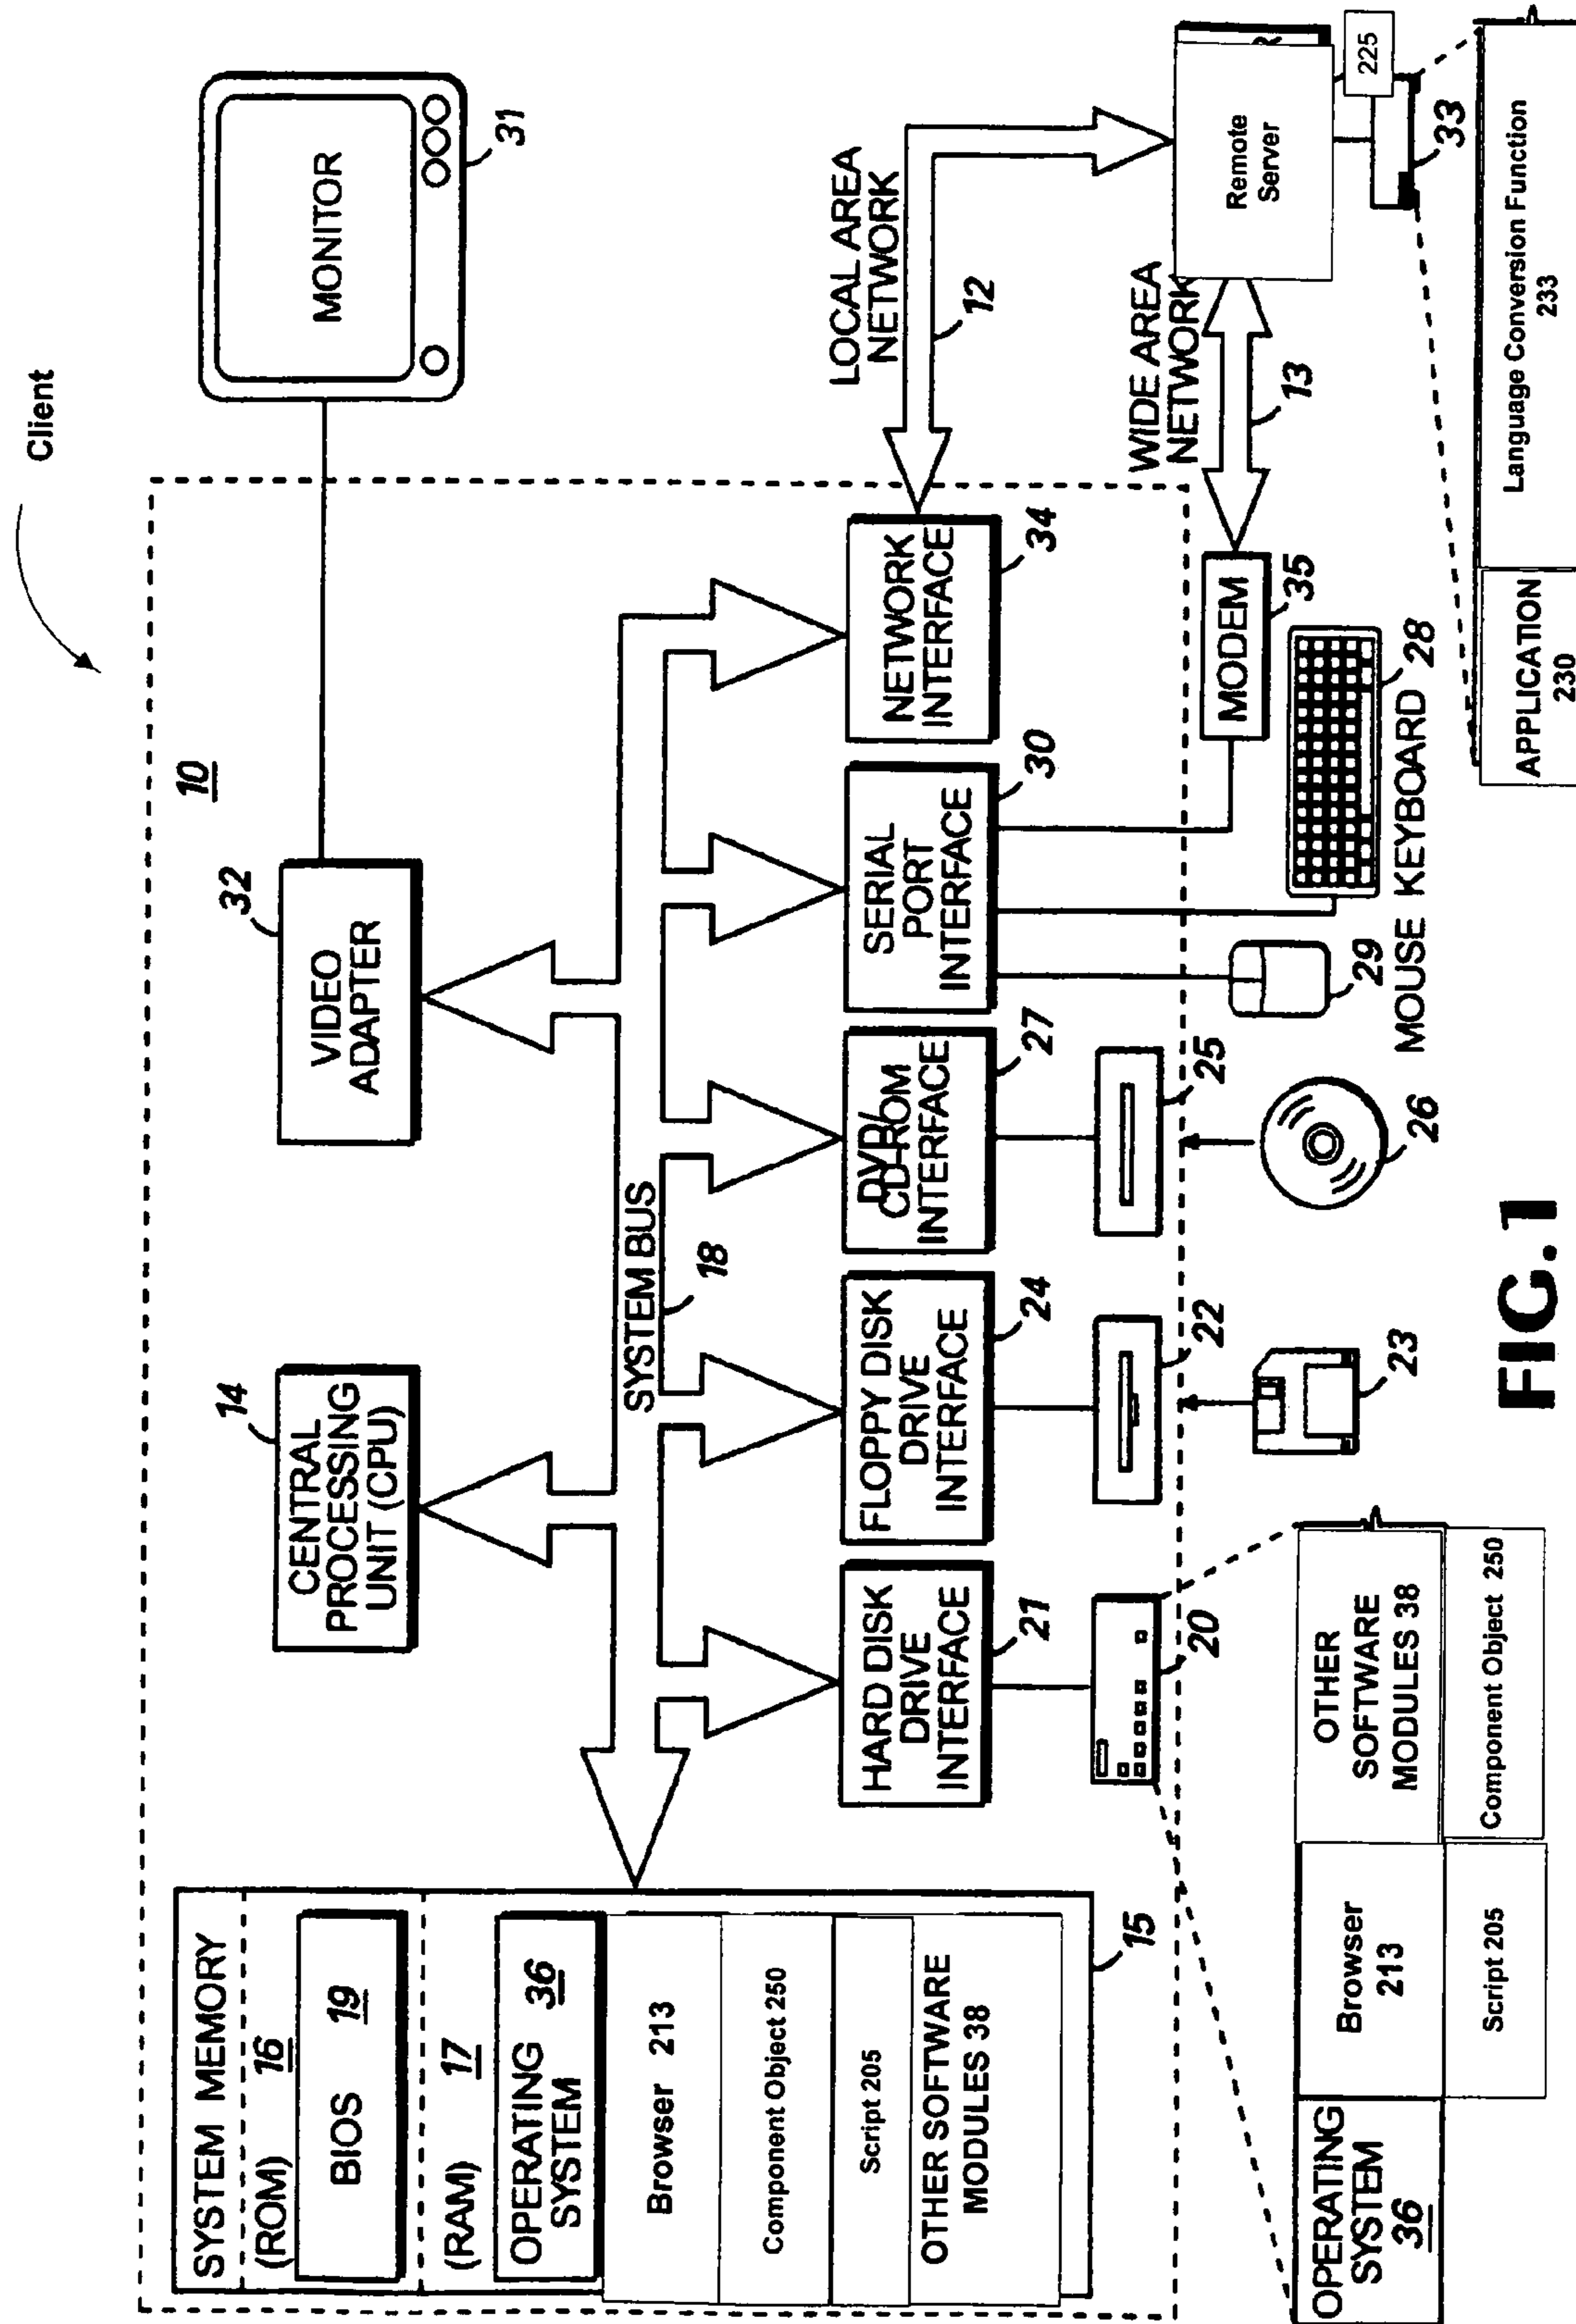 Client
MONITOR
31
10
32
VIDEO
ADAPTER
14
CENTRAL
PROCESSING
UNIT (CPU)
SYSTEM MEMORY
(ROM) 16
BIOS 19
(RAM) 17
OPERATING
SYSTEM 36
Browser 213
Component Object 250
Script 205
OTHER SOFTWARE
MODULES 38
15
SYSTEM BUS
18
HARD DISK
DRIVE
INTERFACE
21
FLOPPY DISK
DRIVE
INTERFACE
24
DVD/
CD-ROM
INTERFACE
27
SERIAL
PORT
INTERFACE
30
NETWORK
INTERFACE
34
LOCAL AREA
NETWORK
12
WIDE AREA
NETWORK
13
Remote
Server
225
33
MODEM
35
20
22
25
23
26
29
28
MOUSE
KEYBOARD
OPERATING
SYSTEM
36
Browser
213
OTHER
SOFTWARE
MODULES 38
Script 205
Component Object 250
APPLICATION
230
Language Conversion Function
233
FIG.1